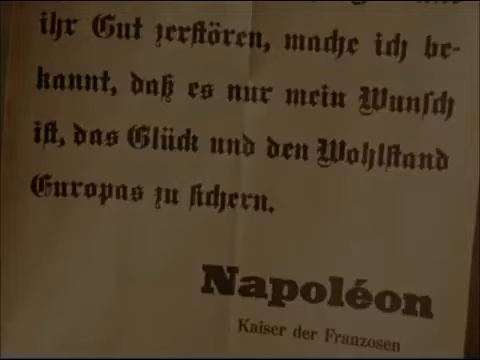 ihr Gut zerstören, mache ich be-
kannt, daß es nur mein Wunsch
ist, das Glück und den Wohlstand
Europas zu sichern.
Napoléon
Kaiser der Franzosen